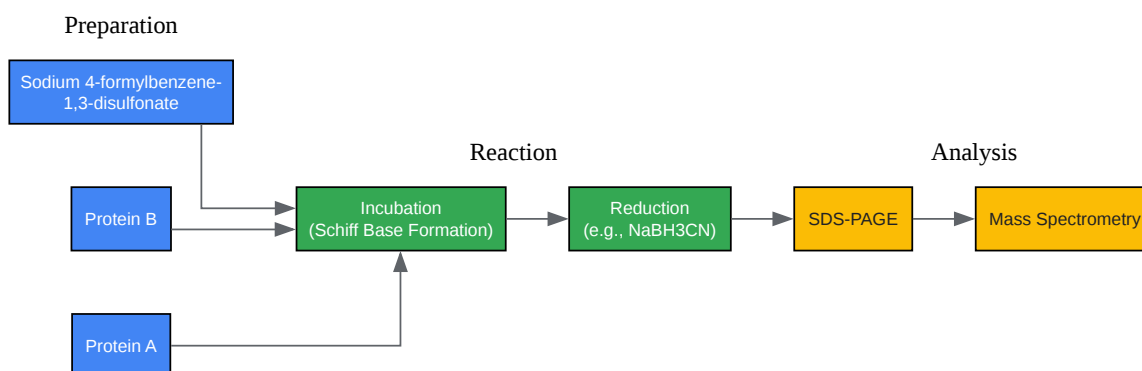 Preparation
Sodium 4-formylbenzene-
1,3-disulfonate
Reaction
Analysis
Protein B
Incubation
(Schiff Base Formation)
Reduction
(e.g., NaBH3CN)
SDS-PAGE
Mass Spectrometry
Protein A